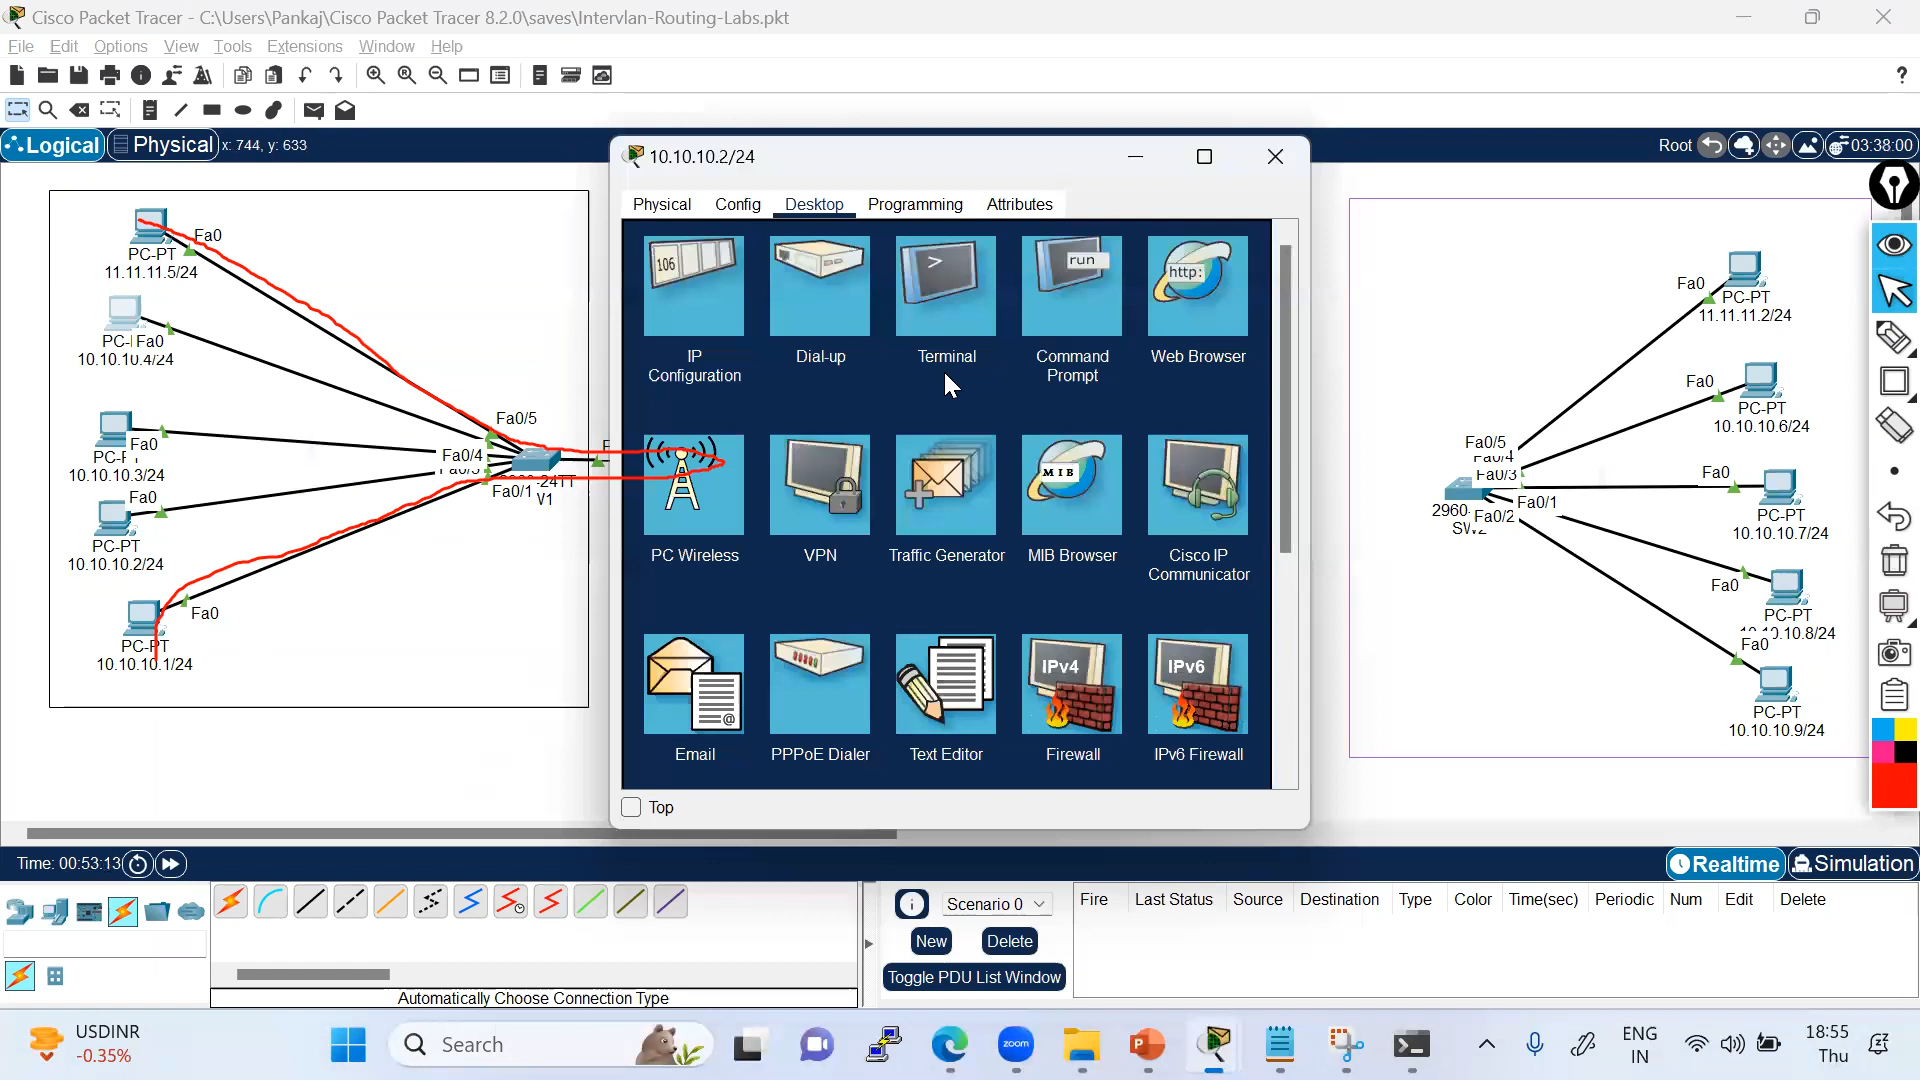 Cisco Packet Tracer - C:\Users\Pankaj\Cisco Packet Tracer 8.2.0\saves\Intervlan-Routing-Labs.pkt
File Edit Options View Tools Extensions Window Help
?
Logical Physical x: 744, y: 633
Root 03:38:00
10.10.10.2/24
Physical Config Desktop Programming Attributes
106
run
http:
IP Configuration
Dial-up
Terminal
Command Prompt
Web Browser
MIB
PC Wireless
VPN
Traffic Generator
MIB Browser
Cisco IP Communicator
@
IPv4
IPv6
Email
PPPoE Dialer
Text Editor
Firewall
IPv6 Firewall
Top
Fa0
PC-PT
11.11.11.5/24
Fa0
10.10.10.4/24
Fa0
10.10.10.3/24
Fa0
PC-PT
10.10.10.2/24
Fa0
PC-PT
10.10.10.1/24
Fa0/5
Fa0/4
Fa0/1
Fa0
PC-PT
11.11.11.2/24
Fa0
PC-PT
10.10.10.6/24
Fa0
PC-PT
10.10.10.7/24
Fa0
PC-PT
Fa0
PC-PT
10.10.10.9/24
Fa0/5
Fa0/3
Fa0/1
Fa0/2
Time: 00:53:13
Realtime Simulation
Automatically Choose Connection Type
Scenario 0
New Delete
Toggle PDU List Window
Fire Last Status Source Destination Type Color Time(sec) Periodic Num Edit Delete
USDINR
-0.35%
Search
zoom
ENG
IN
18:55
Thu